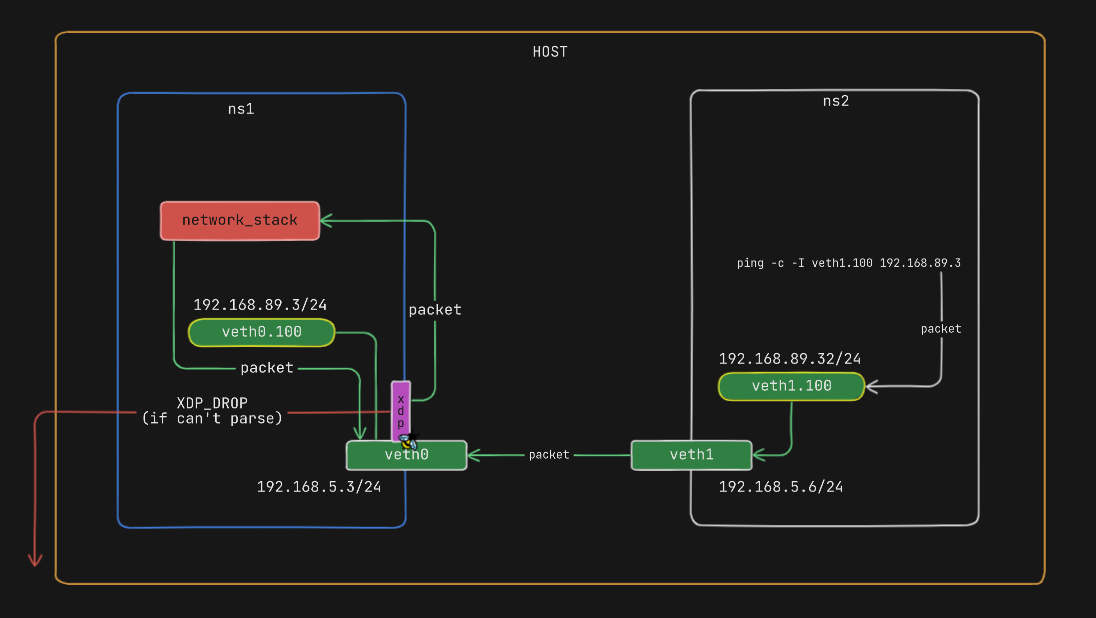 HOST
ns1
ns2
network_stack
ping -c -I veth1.100 192.168.89.3
192.168.89.3/24
packet
veth0.100
packet
192.168.89.32/24
packet
veth1.100
XDP_DROP
(if can't parse)
xdp
veth0
packet
veth1
192.168.5.3/24
192.168.5.6/24